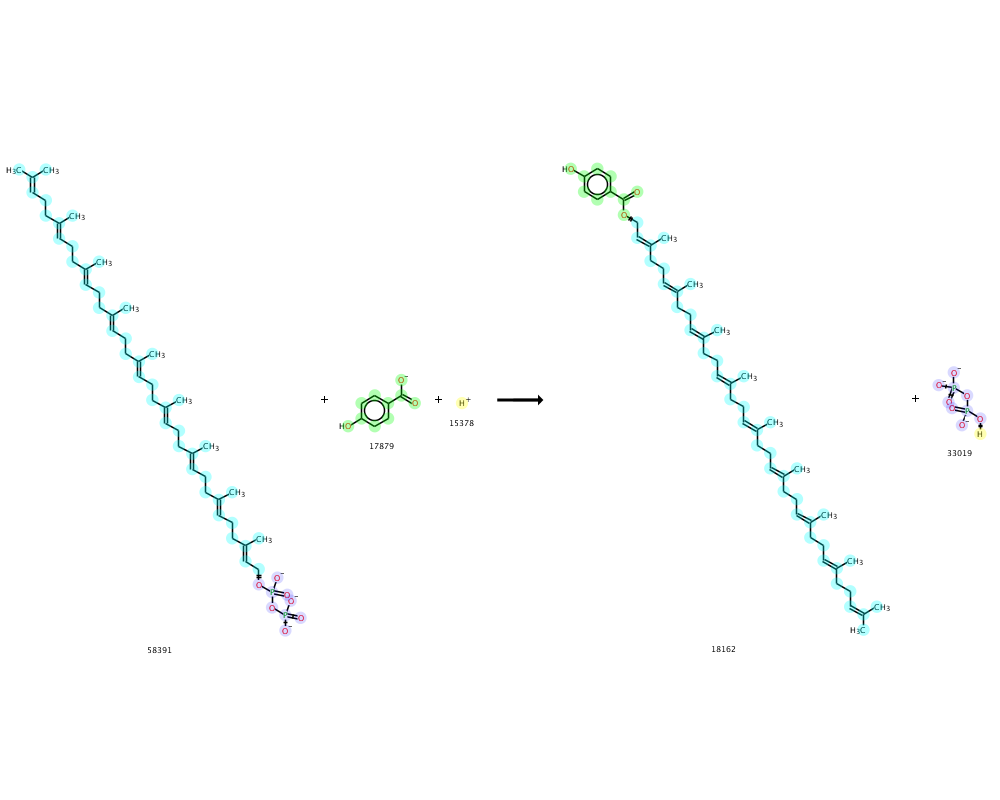 H₃C CH₃
CH₃
CH₃
CH₃
CH₃
CH₃
CH₃
CH₃
CH₃
O
O⁻
P
O
O
O⁻
O
P
O
O⁻
58391
+
O⁻
O
HO
17879
+
H⁺
15378
HO
O
O
CH₃
CH₃
CH₃
CH₃
CH₃
CH₃
CH₃
CH₃
CH₃
H₃C
18162
+
O⁻
O⁻
P
O
O
O
P
O
O⁻
H
33019